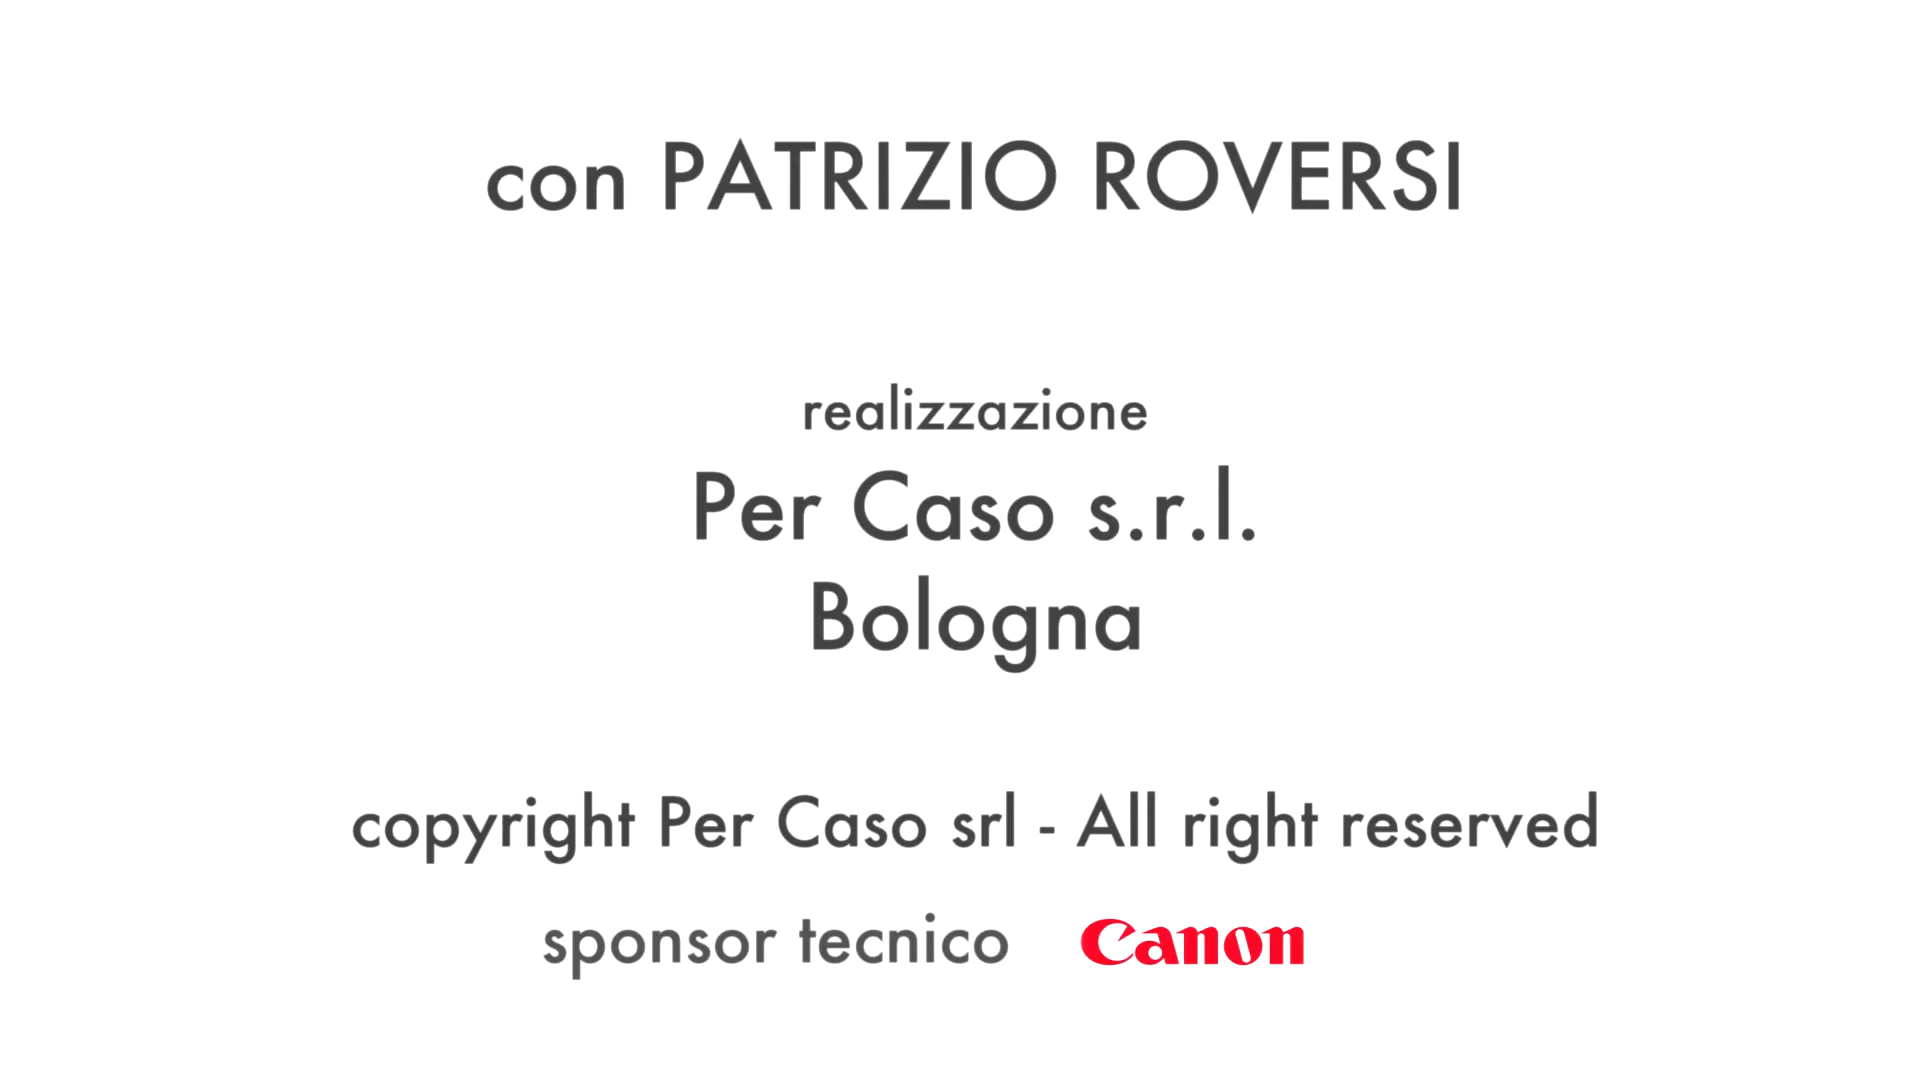 con PATRIZIO ROVERSI
realizzazione
Per Caso s.r.l.
Bologna
copyright Per Caso srl - All right reserved
sponsor tecnico Canon